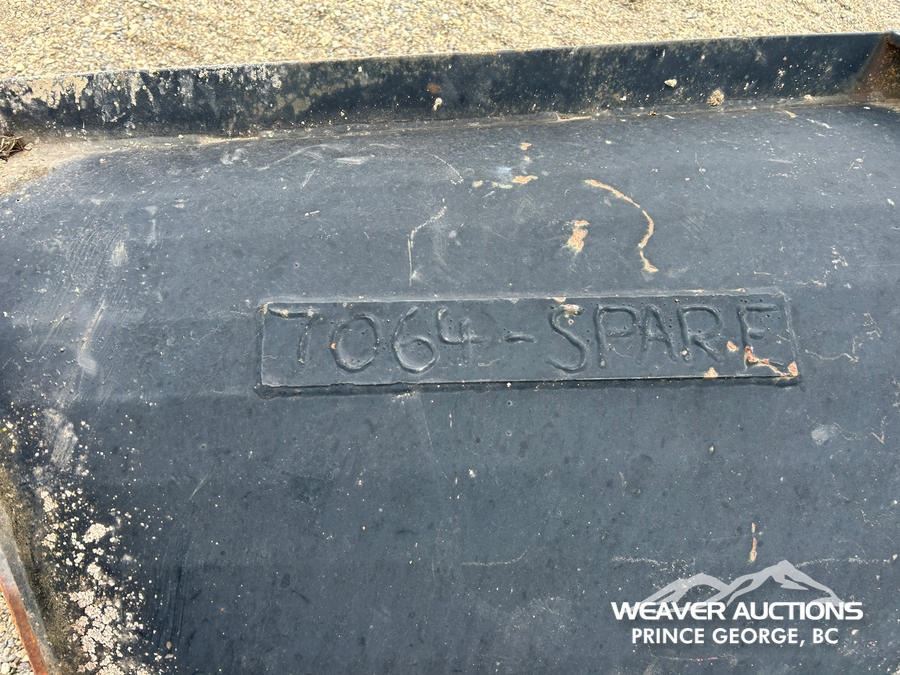 7064-SPARE
WEAVER AUCTIONS
PRINCE GEORGE, BC